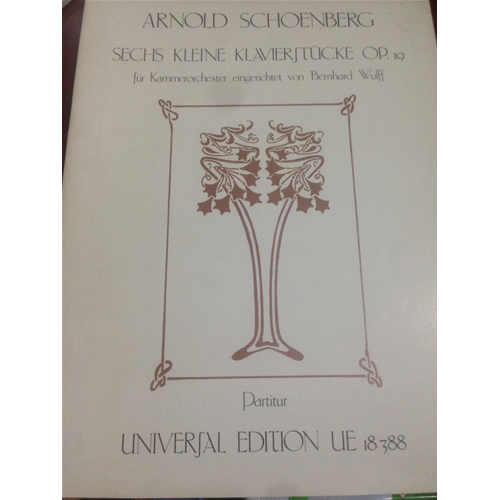 ARNOLD SCHOENBERG
SECHS KLEINE KLAVIERSTÜCKE OP. 19
für Kammerorchester eingerichtet von Bernhard Wulff
Partitur
UNIVERSAL EDITION UE 18388